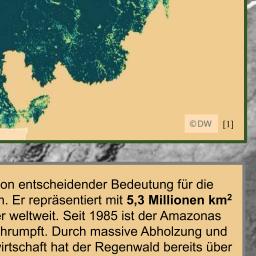 ©DW [1]
on entscheidender Bedeutung für die
n. Er repräsentiert mit 5,3 Millionen km²
r weltweit. Seit 1985 ist der Amazonas
hrumpft. Durch massive Abholzung und
irtschaft hat der Regenwald bereits über